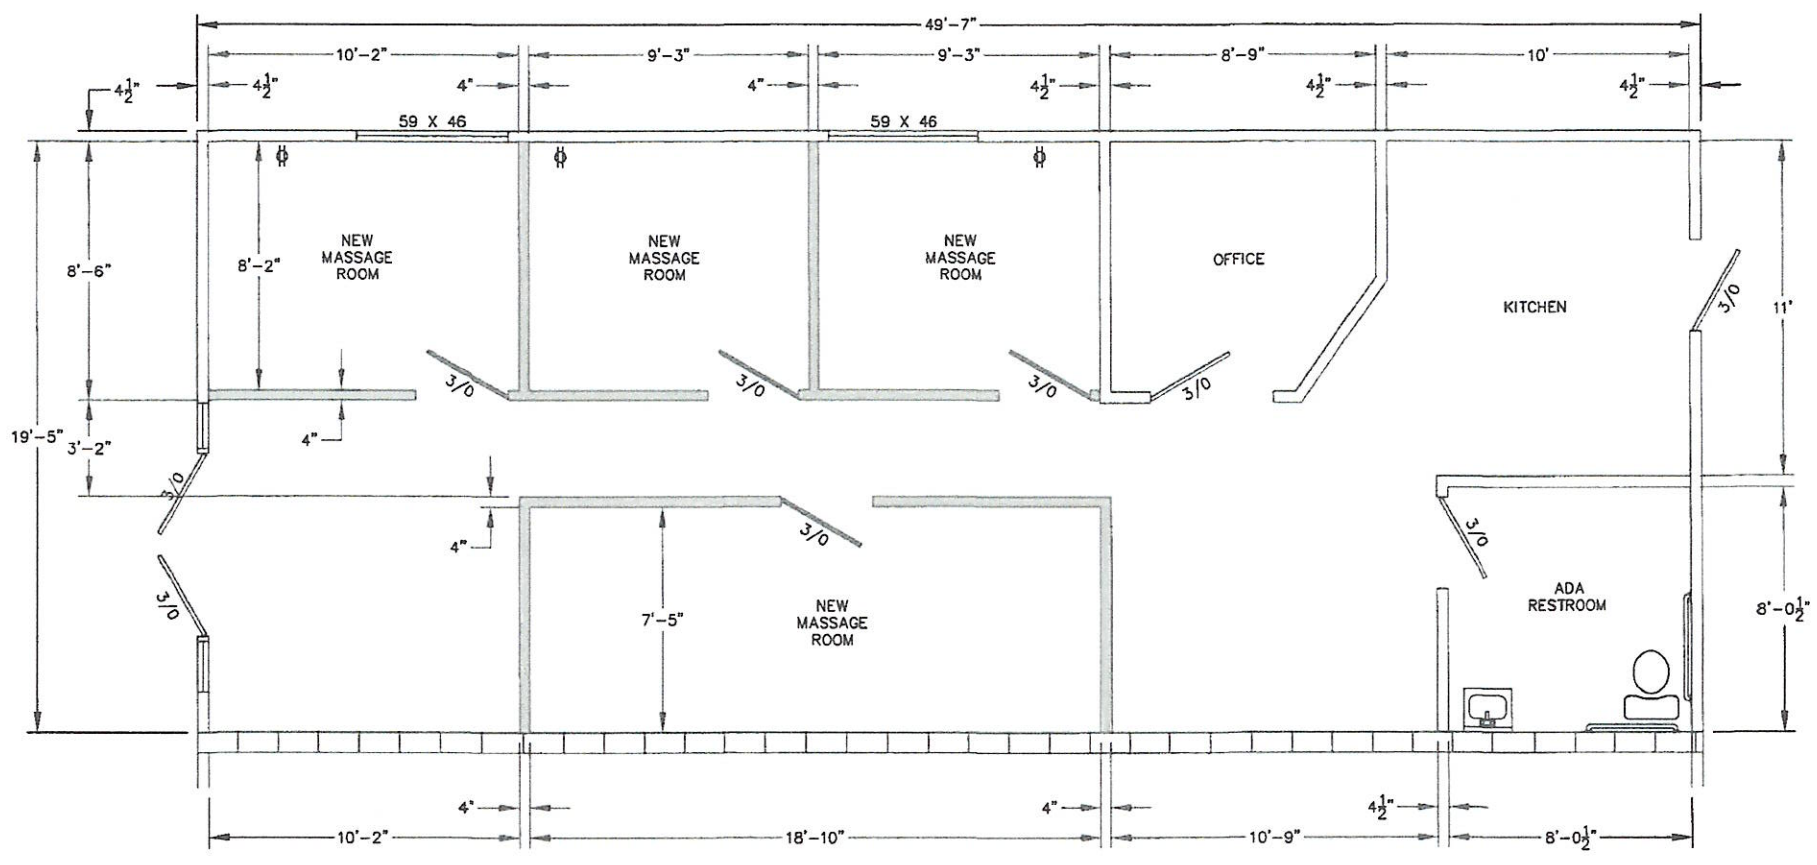 49'-7"
10'-2" 9'-3" 9'-3" 8'-9" 10'
4½" 4½" 4" 4" 4½" 4½" 4½"
59 X 46 59 X 46
NEW
MASSAGE
ROOM
NEW
MASSAGE
ROOM
NEW
MASSAGE
ROOM
OFFICE
8'-6" 8'-2"
KITCHEN
3/0
11'
3/0 3/0 3/0 3/0
19'-5" 3'-2" 4"
3/0
4" 3/0 3/0
3/0
7'-5"
NEW
MASSAGE
ROOM
ADA
RESTROOM
8'-0½"
4" 4" 4½"
10'-2" 18'-10" 10'-9" 8'-0½"